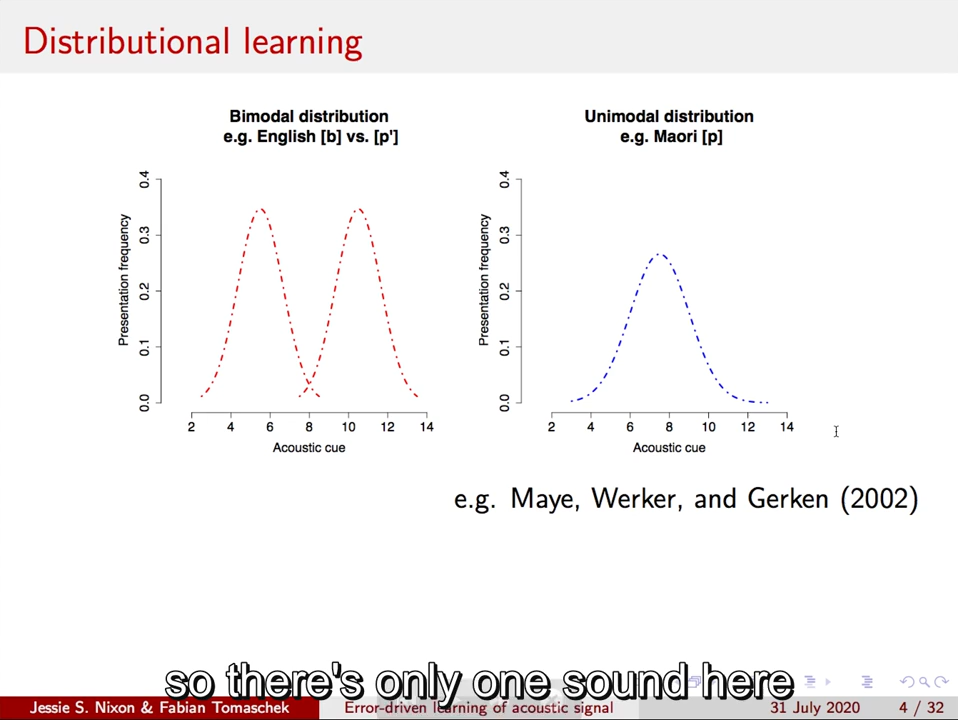 Distributional learning
Bimodal distribution
e.g. English [b] vs. [p']
Unimodal distribution
e.g. Maori [p]
Presentation frequency
0.0 0.1 0.2 0.3 0.4
2 4 6 8 10 12 14
Acoustic cue
Presentation frequency
0.0 0.1 0.2 0.3 0.4
2 4 6 8 10 12 14
Acoustic cue
e.g. Maye, Werker, and Gerken (2002)
so there's only one sound here
Jessie S. Nixon & Fabian Tomaschek
Error-driven learning of acoustic signal
31 July 2020
4 / 32